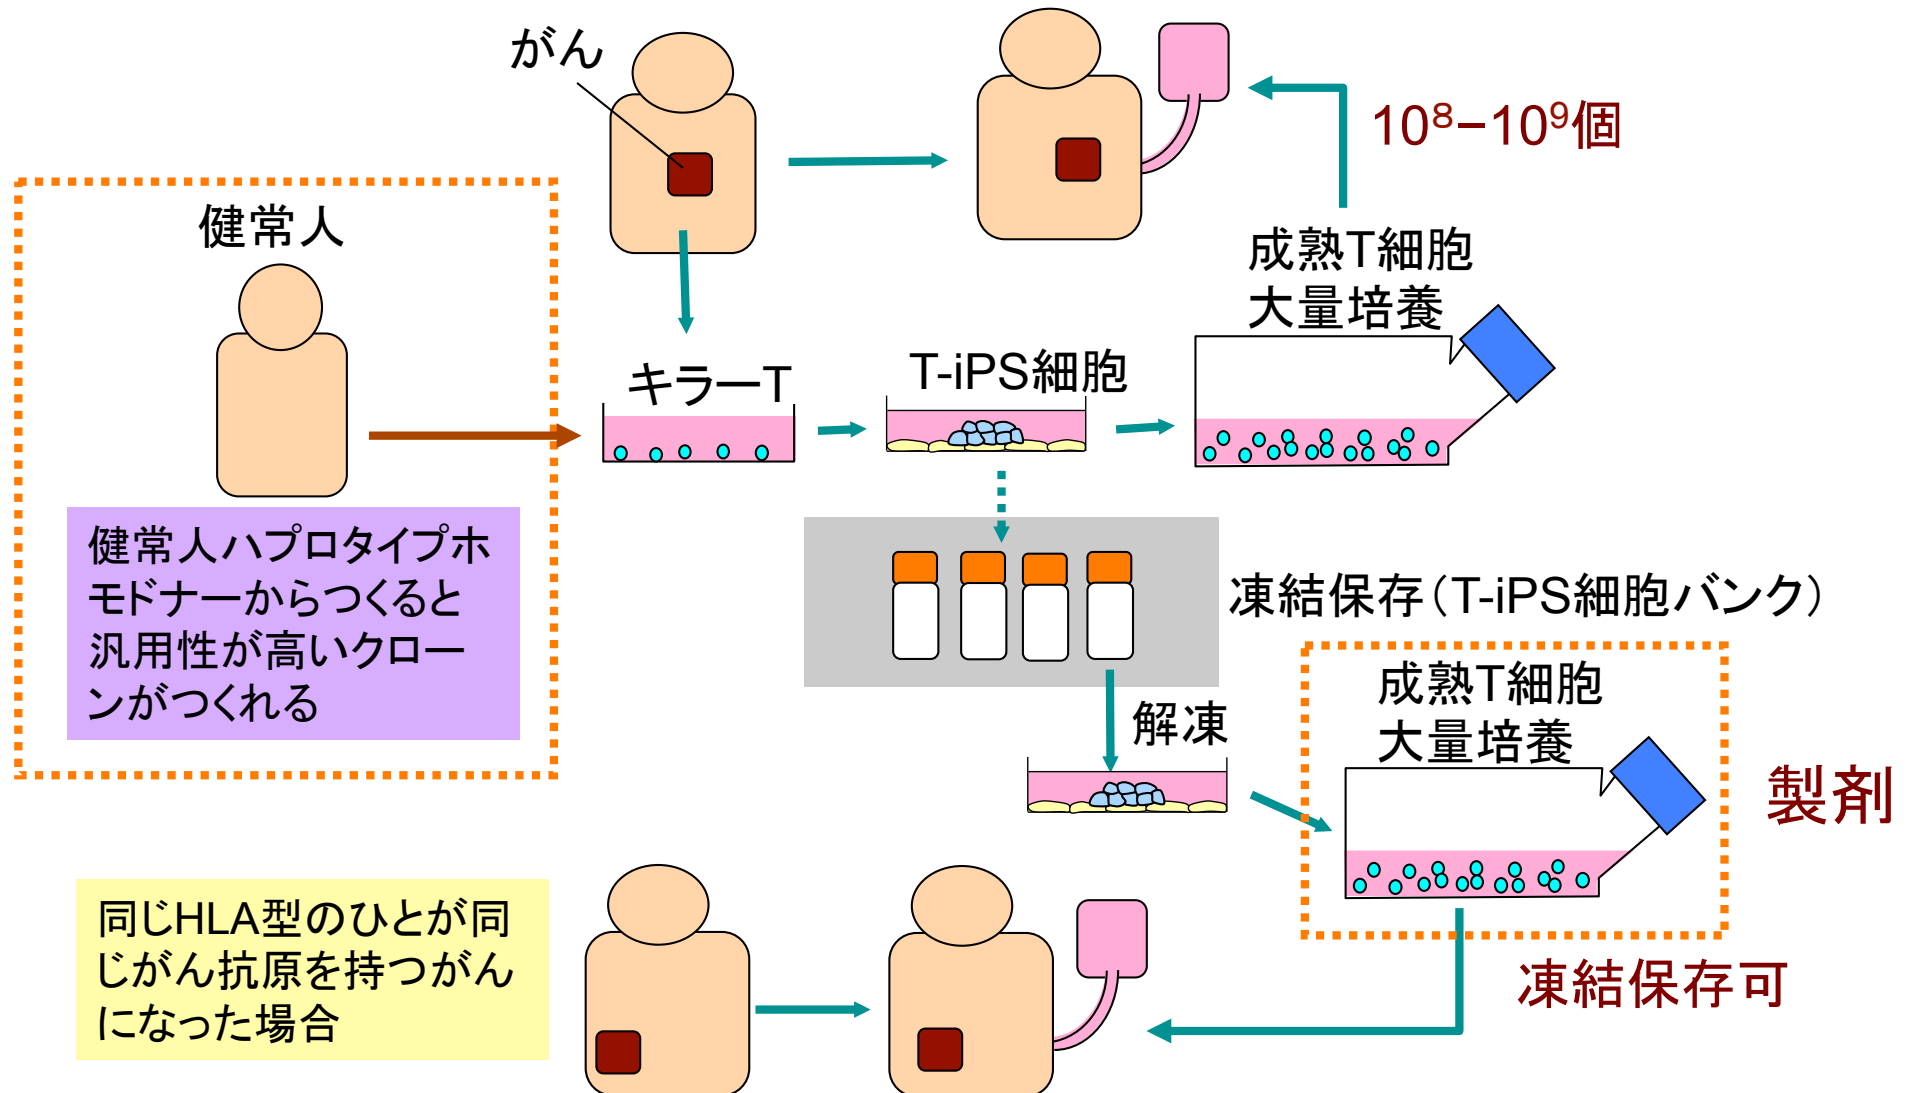 がん
10⁸−10⁹個
健常人
成熟T細胞
大量培養
キラーT
T-iPS細胞
健常人ハプロタイプホ
モドナーからつくると
汎用性が高いクロー
ンがつくれる
凍結保存（T-iPS細胞バンク）
解凍
成熟T細胞
大量培養
製剤
同じHLA型のひとが同
じがん抗原を持つがん
になった場合
凍結保存可